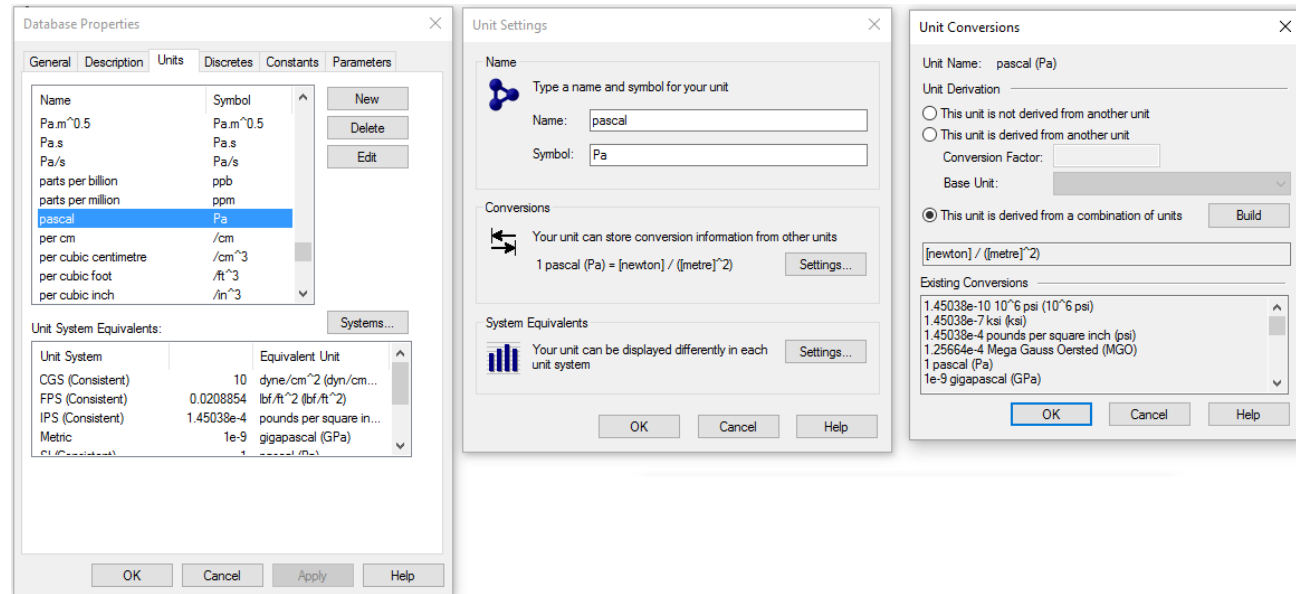 Database Properties
General Description Units Discretes Constants Parameters
Name Symbol
Pa.m^0.5 Pa.m^0.5
Pa.s Pa.s
Pa/s Pa/s
parts per billion ppb
parts per million ppm
pascal Pa
per cm /cm
per cubic centimetre /cm^3
per cubic foot /ft^3
per cubic inch /in^3
New
Delete
Edit
Unit System Equivalents:
Systems...
Unit System Equivalent Unit
CGS (Consistent) 10 dyne/cm^2 (dyn/cm...
FPS (Consistent) 0.0208854 lbf/ft^2 (lbf/ft^2)
IPS (Consistent) 1.45038e-4 pounds per square in...
Metric 1e-9 gigapascal (GPa)
SI (Consistent) 1 pascal (Pa)
OK Cancel Apply Help
Unit Settings
Name
Type a name and symbol for your unit
Name: pascal
Symbol: Pa
Conversions
Your unit can store conversion information from other units
1 pascal (Pa) = [newton] / ([metre]^2)
Settings...
System Equivalents
Your unit can be displayed differently in each
unit system
Settings...
OK Cancel Help
Unit Conversions
Unit Name: pascal (Pa)
Unit Derivation
This unit is not derived from another unit
This unit is derived from another unit
Conversion Factor:
Base Unit:
This unit is derived from a combination of units
Build
[newton] / ([metre]^2)
Existing Conversions
1.45038e-10 10^6 psi (10^6 psi)
1.45038e-7 ksi (ksi)
1.45038e-4 pounds per square inch (psi)
1.25664e-4 Mega Gauss Oersted (MGO)
1 pascal (Pa)
1e-9 gigapascal (GPa)
OK Cancel Help